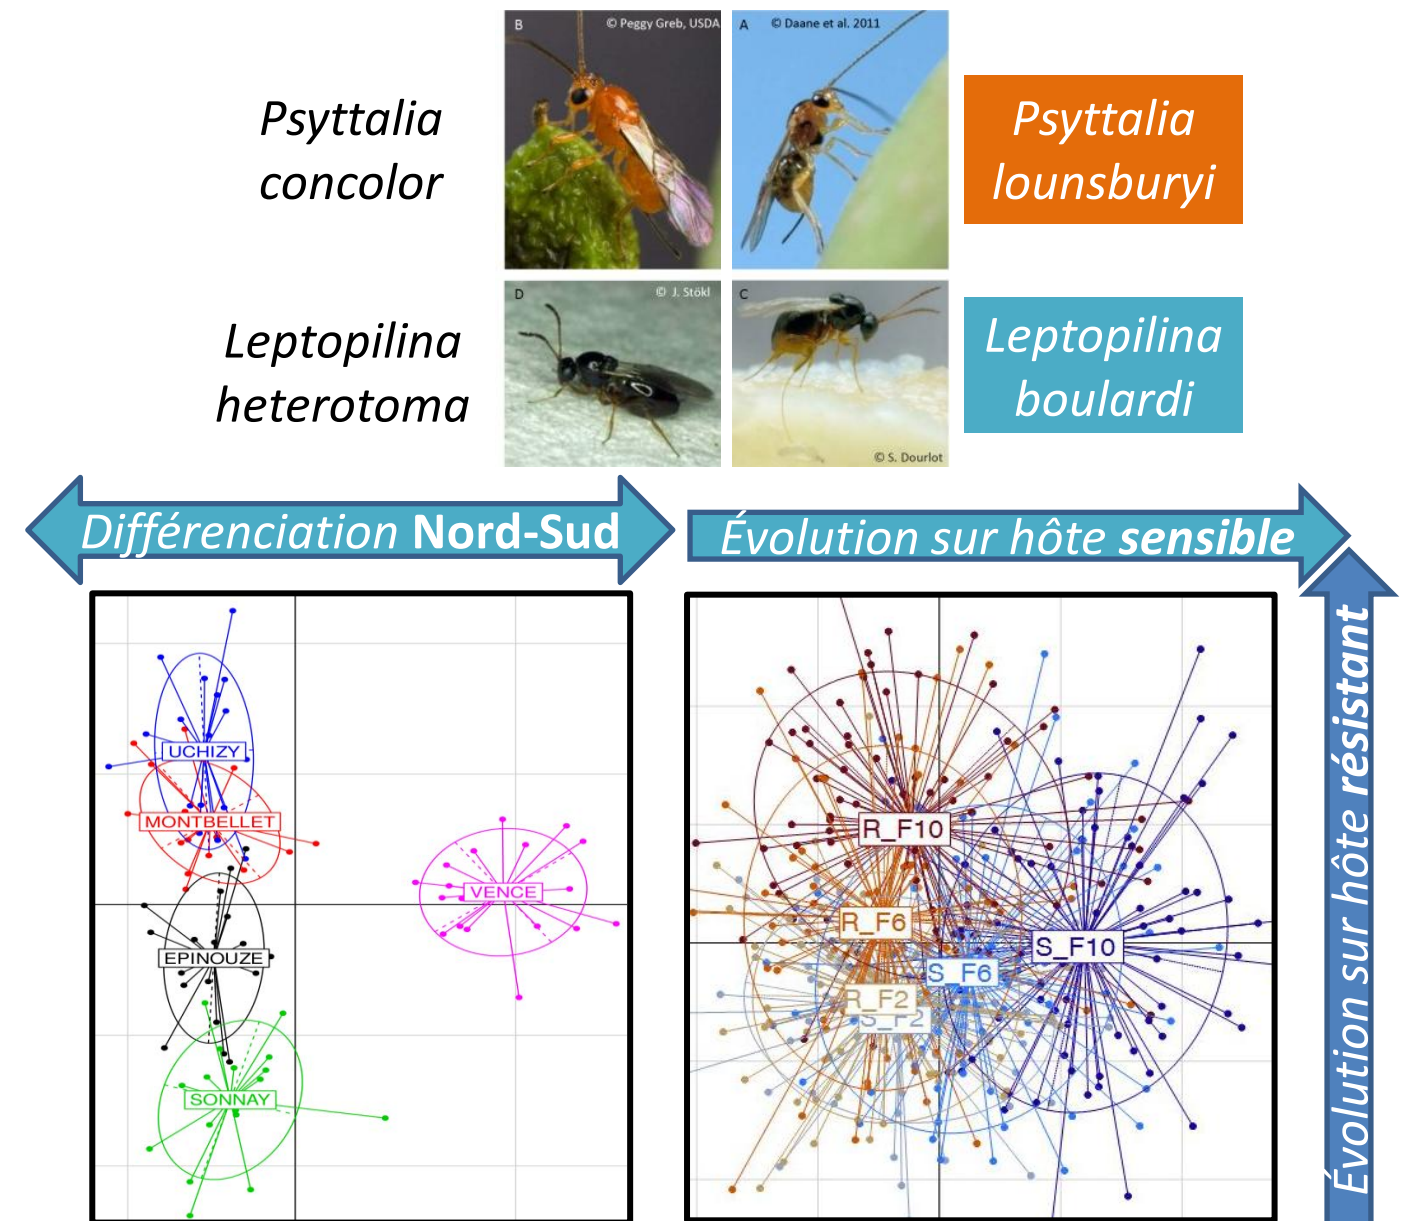 B
© Peggy Greb, USDA
A
© Daane et al. 2011
Psyttalia
concolor
Psyttalia
lounsburyi
D
© J. Stökl
C
© S. Dourlot
Leptopilina
heterotoma
Leptopilina
boulardi
Différenciation Nord-Sud
Évolution sur hôte sensible
Évolution sur hôte résistant
UCHIZY
MONTBELLET
VENCE
EPINOUZE
SONNAY
R_F10
R_F6
S_F10
S_F6
R_F2
S_F2